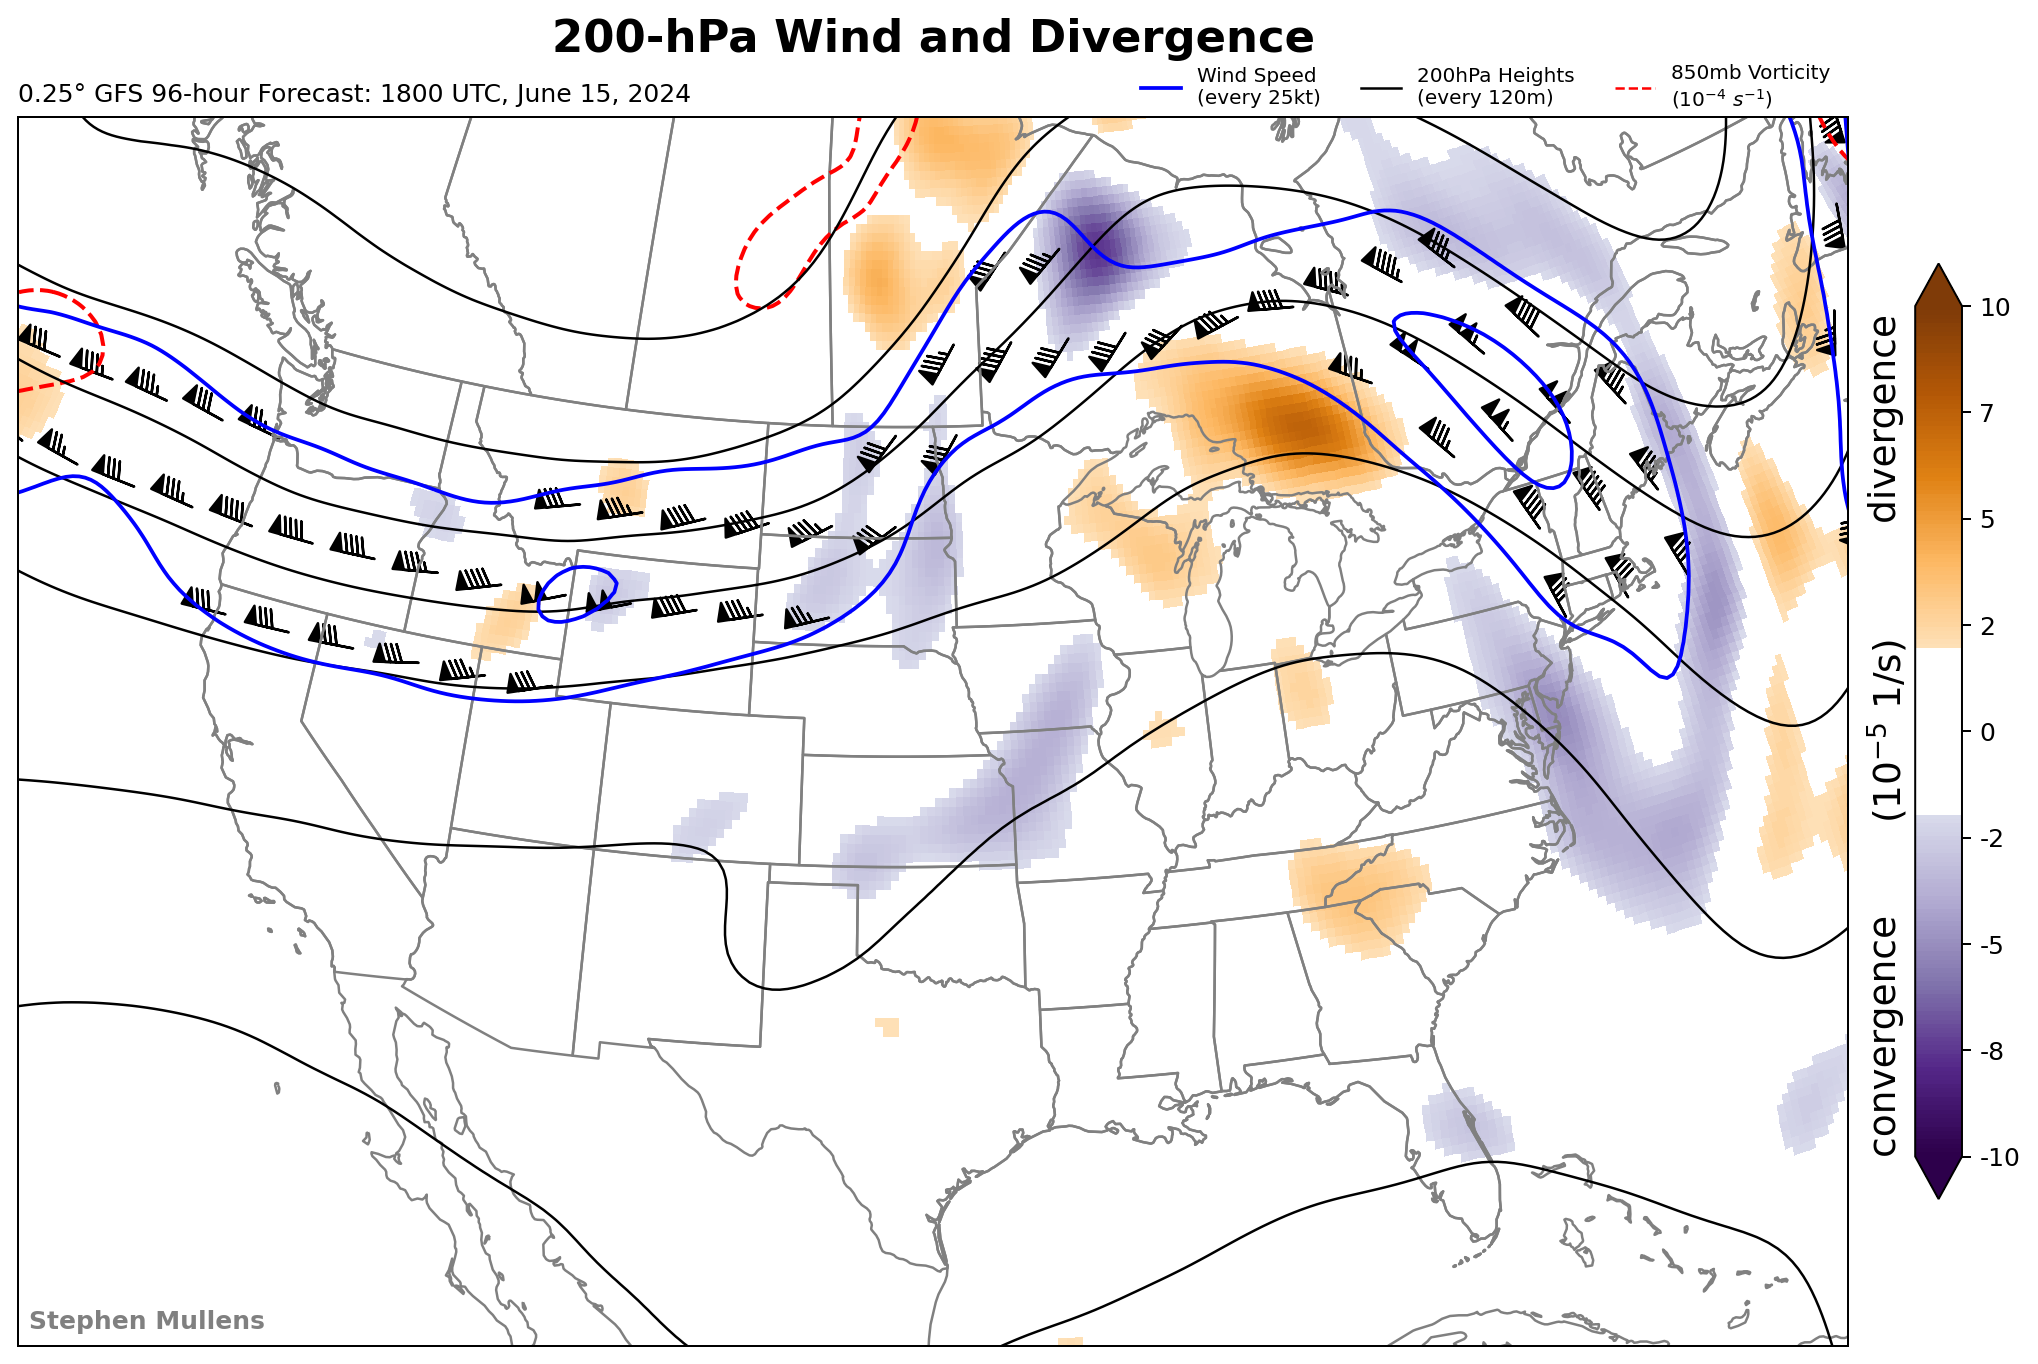 200-hPa Wind and Divergence
0.25° GFS 96-hour Forecast: 1800 UTC, June 15, 2024
Wind Speed
(every 25kt)
200hPa Heights
(every 120m)
850mb Vorticity
(10⁻⁴ s⁻¹)
10
7
5
2
0
-2
-5
-8
-10
convergence (10⁻⁵ 1/s) divergence
Stephen Mullens